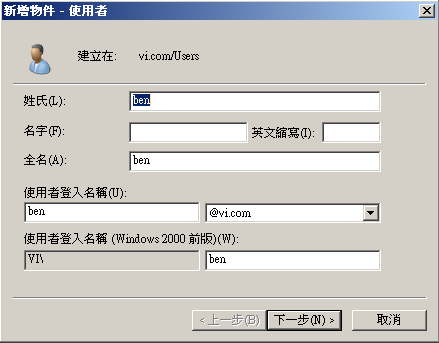 新增物件 - 使用者
建立在: vi.com/Users
姓氏(L): ben
名字(F): 英文縮寫(I):
全名(A): ben
使用者登入名稱(U):
ben @vi.com
使用者登入名稱 (Windows 2000 前版)(W):
VI\ ben
< 上一步(B) 下一步(N) > 取消